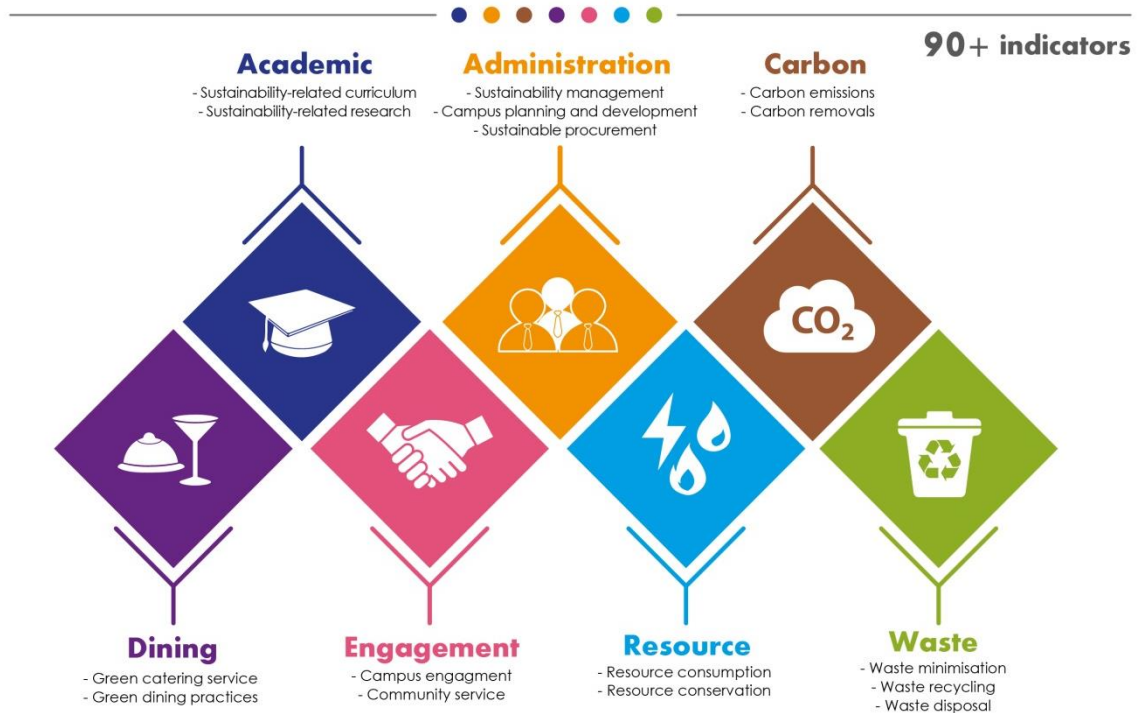 90+ indicators
Academic
- Sustainability-related curriculum
- Sustainability-related research
Administration
- Sustainability management
- Campus planning and development
- Sustainable procurement
Carbon
- Carbon emissions
- Carbon removals
CO₂
Dining
- Green catering service
- Green dining practices
Engagement
- Campus engagment
- Community service
Resource
- Resource consumption
- Resource conservation
Waste
- Waste minimisation
- Waste recycling
- Waste disposal